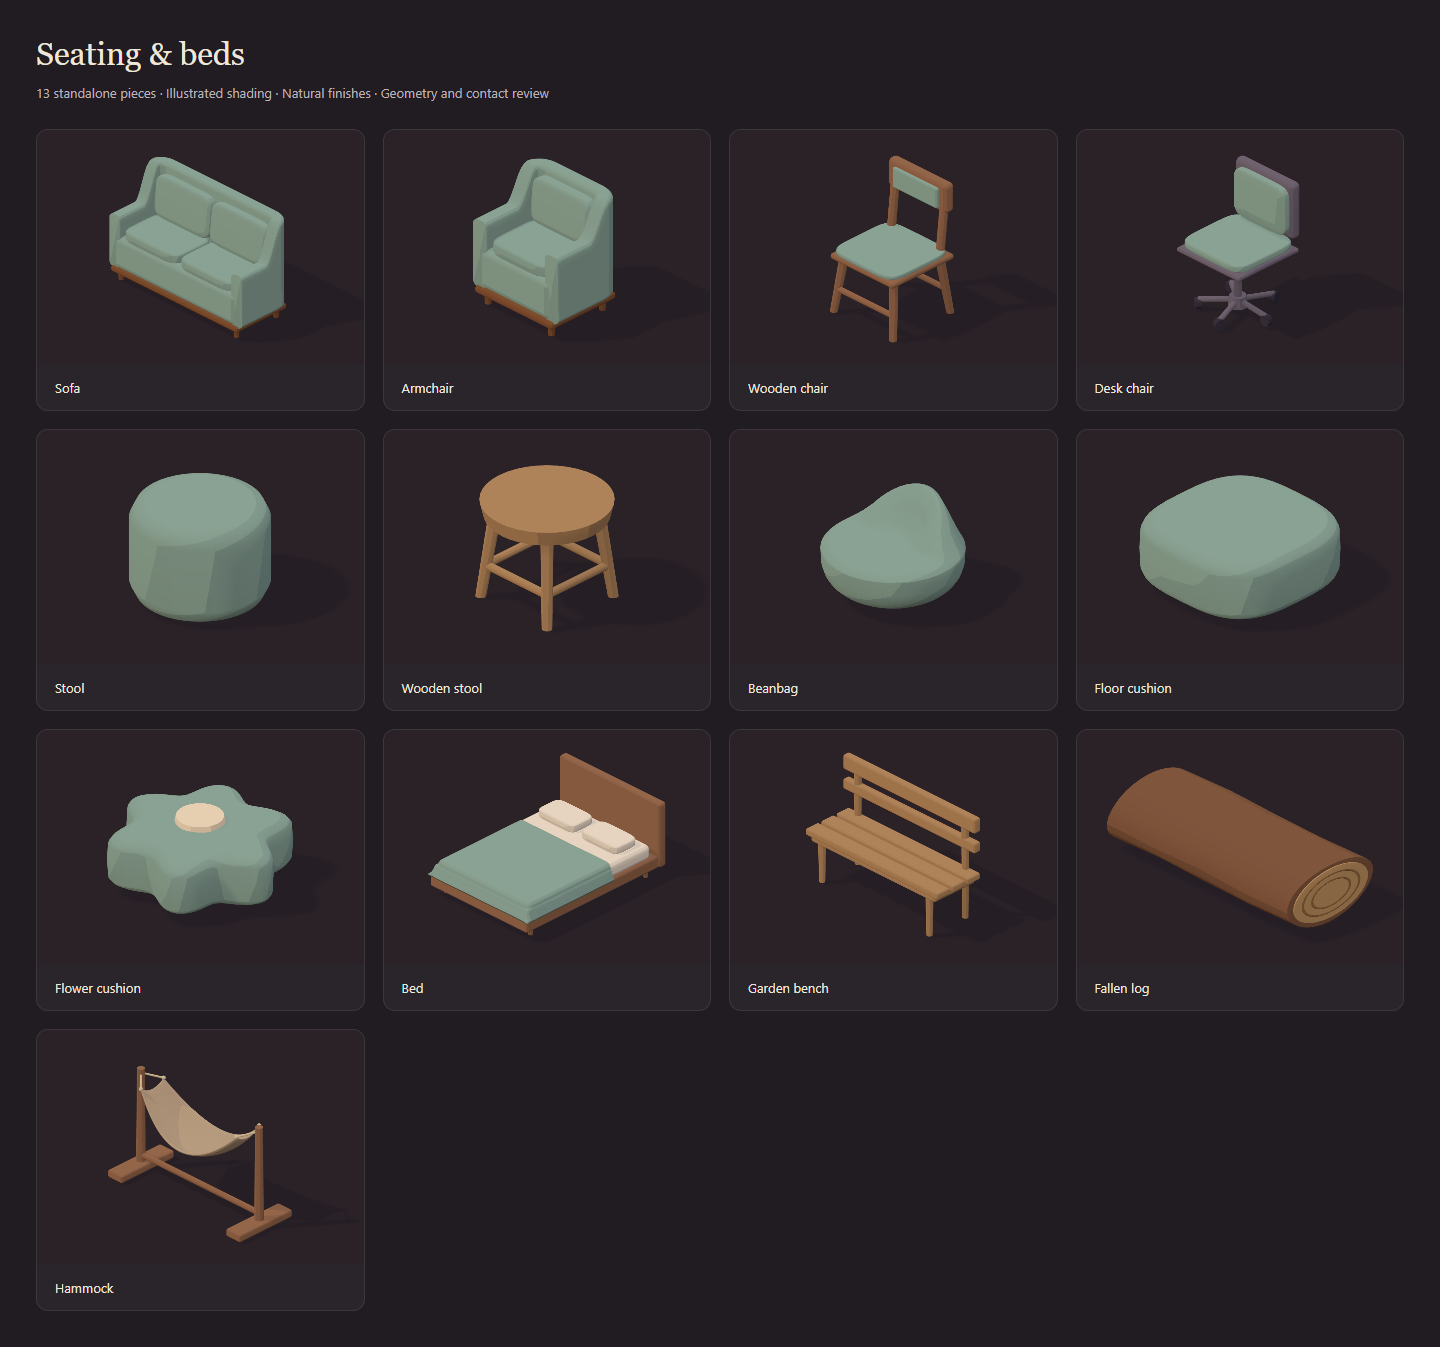 Seating & beds
13 standalone pieces · Illustrated shading · Natural finishes · Geometry and contact review
Sofa
Armchair
Wooden chair
Desk chair
Stool
Wooden stool
Beanbag
Floor cushion
Flower cushion
Bed
Garden bench
Fallen log
Hammock